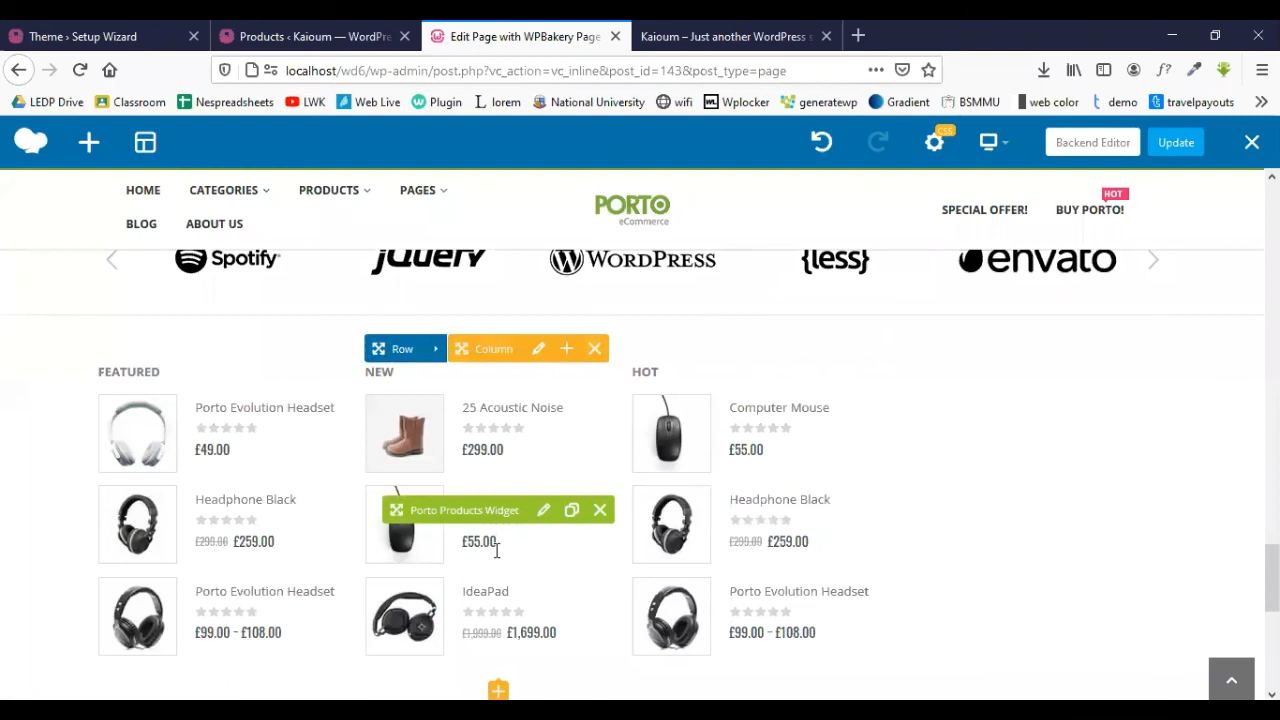 Theme › Setup Wizard
Products ‹ Kaioum — WordPre
Edit Page with WPBakery Page
Kaioum – Just another WordPress s
localhost/wd6/wp-admin/post.php?vc_action=vc_inline&post_id=143&post_type=page
LEDP Drive
Classroom
Nespreadsheets
LWK
Web Live
Plugin
lorem
National University
wifi
Wplocker
generatewp
Gradient
BSMMU
web color
demo
travelpayouts
CSS
Backend Editor
Update
HOME
CATEGORIES
PRODUCTS
PAGES
BLOG
ABOUT US
PORTO
eCommerce
HOT
SPECIAL OFFER!
BUY PORTO!
Spotify
jQuery
WORDPRESS
{less}
envato
Row
Column
FEATURED
NEW
HOT
Porto Evolution Headset
£49.00
25 Acoustic Noise
£299.00
Computer Mouse
£55.00
Headphone Black
£299.00 £259.00
Porto Products Widget
£55.00
Headphone Black
£299.00 £259.00
Porto Evolution Headset
£99.00 – £108.00
IdeaPad
£1,999.00 £1,699.00
Porto Evolution Headset
£99.00 – £108.00